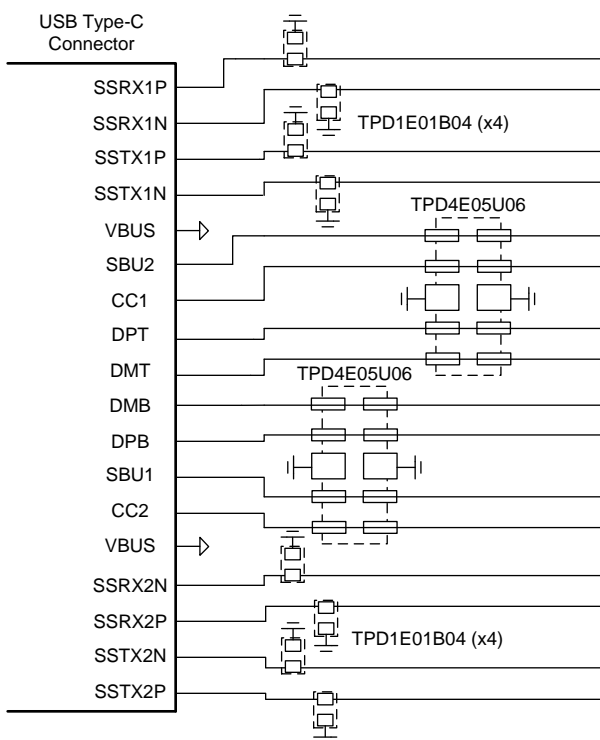 USB Type-C
Connector
SSRX1P
SSRX1N
TPD1E01B04 (x4)
SSTX1P
SSTX1N
TPD4E05U06
VBUS
SBU2
CC1
DPT
DMT
TPD4E05U06
DMB
DPB
SBU1
CC2
VBUS
SSRX2N
SSRX2P
TPD1E01B04 (x4)
SSTX2N
SSTX2P